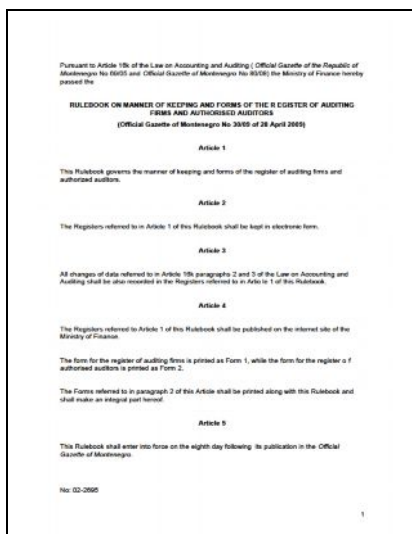 Pursuant to Article 16k of the Law on Accounting and Auditing ( Official Gazette of the Republic of
Montenegro No 69/05 and Official Gazette of Montenegro No 80/08) the Ministry of Finance hereby
passed the
RULEBOOK ON MANNER OF KEEPING AND FORMS OF THE R EGISTER OF AUDITING
FIRMS AND AUTHORISED AUDITORS
(Official Gazette of Montenegro No 30/09 of 28 April 2009)
Article 1
This Rulebook governs the manner of keeping and forms of the register of auditing firms and
authorized auditors.
Article 2
The Registers referred to in Article 1 of this Rulebook shall be kept in electronic form.
Article 3
All changes of data referred to in Article 16k paragraphs 2 and 3 of the Law on Accounting and
Auditing shall be also recorded in the Registers referred to in Artic le 1 of this Rulebook.
Article 4
The Registers referred to Article 1 of this Rulebook shall be published on the internet site of the
Ministry of Finance.
The form for the register of auditing firms is printed as Form 1, while the form for the register o f
authorised auditors is printed as Form 2.
The Forms referred to in paragraph 2 of this Article shall be printed along with this Rulebook and
shall make an integral part hereof.
Article 5
This Rulebook shall enter into force on the eighth day following its publication in the Official
Gazette of Montenegro.
No: 02-2695
1